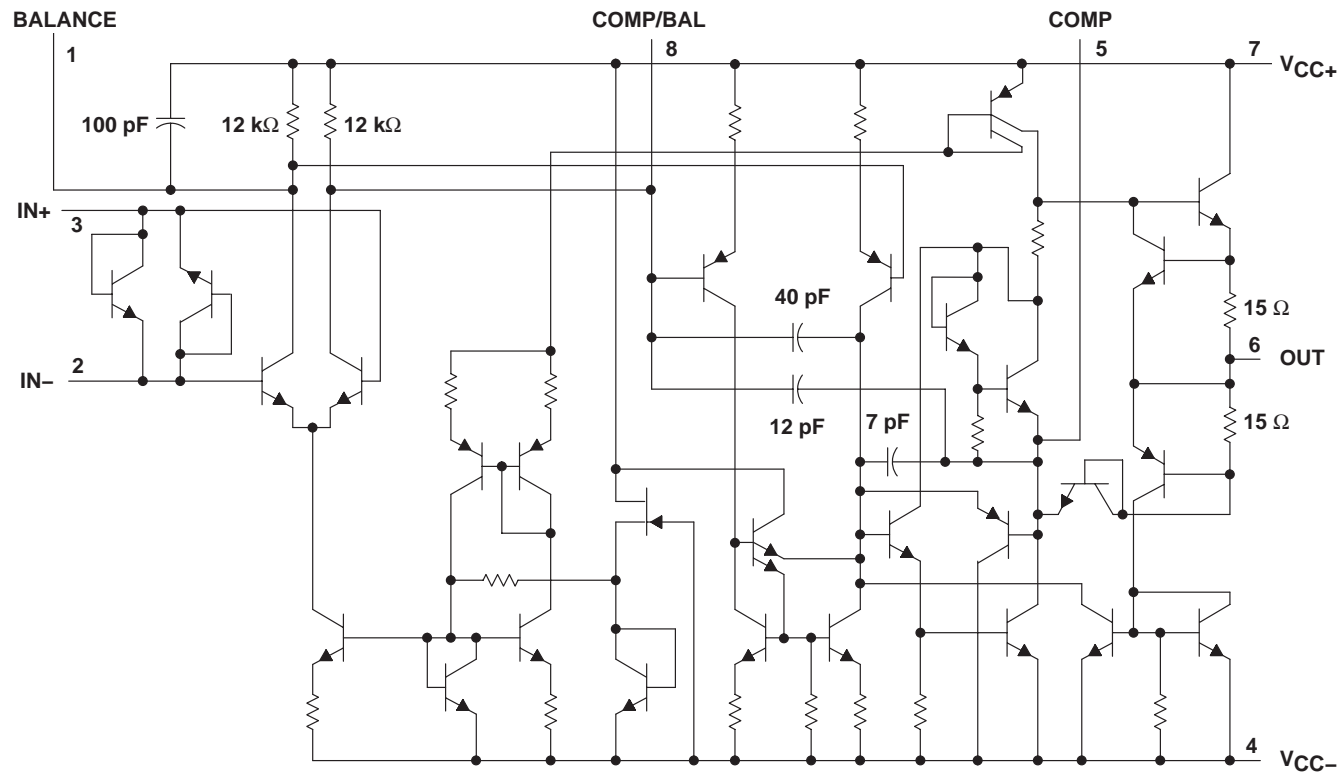 BALANCE
COMP/BAL
COMP
1
8
5
7
VCC+
100 pF
12 kΩ
12 kΩ
IN+
3
40 pF
15 Ω
6
OUT
2
IN−
12 pF
7 pF
15 Ω
4
VCC−